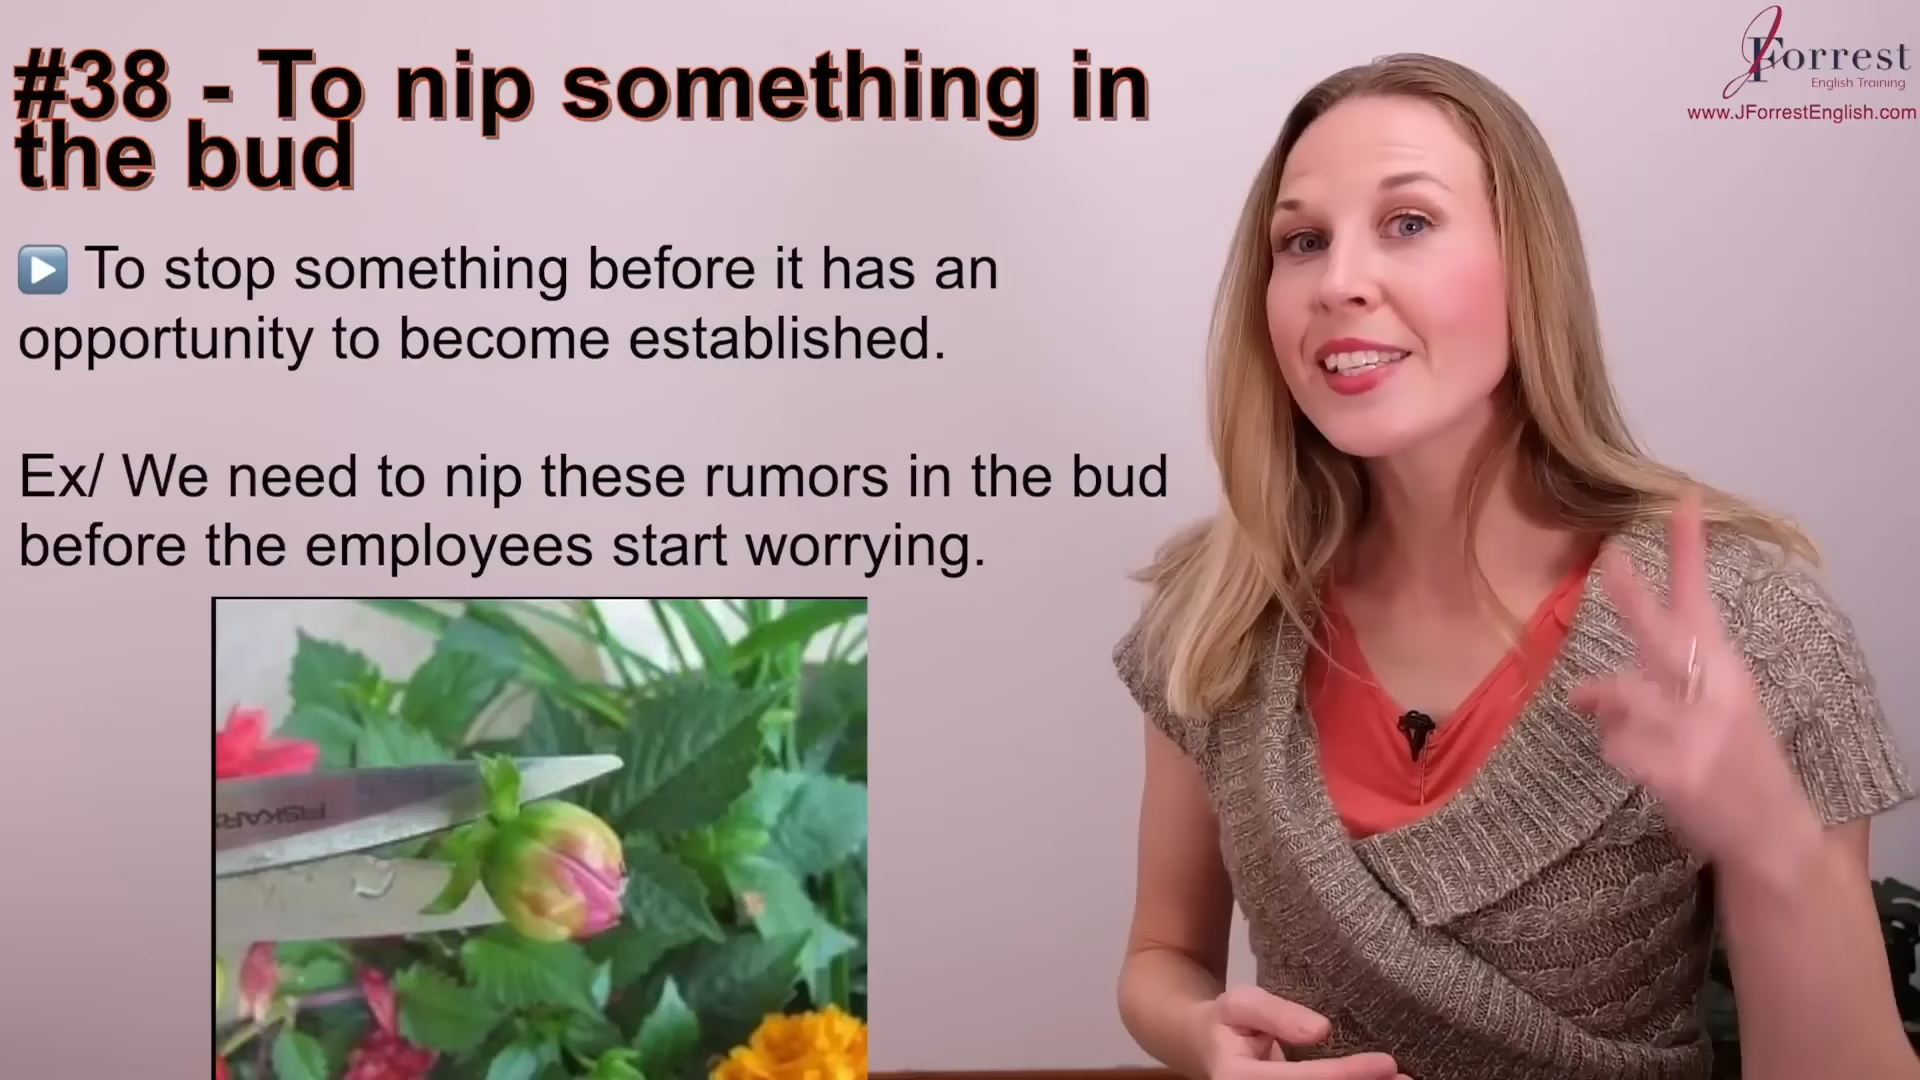 #38 - To nip something in
the bud
To stop something before it has an
opportunity to become established.
Ex/ We need to nip these rumors in the bud
before the employees start worrying.
JForrest
English Training
www.JForrestEnglish.com
FISKARS